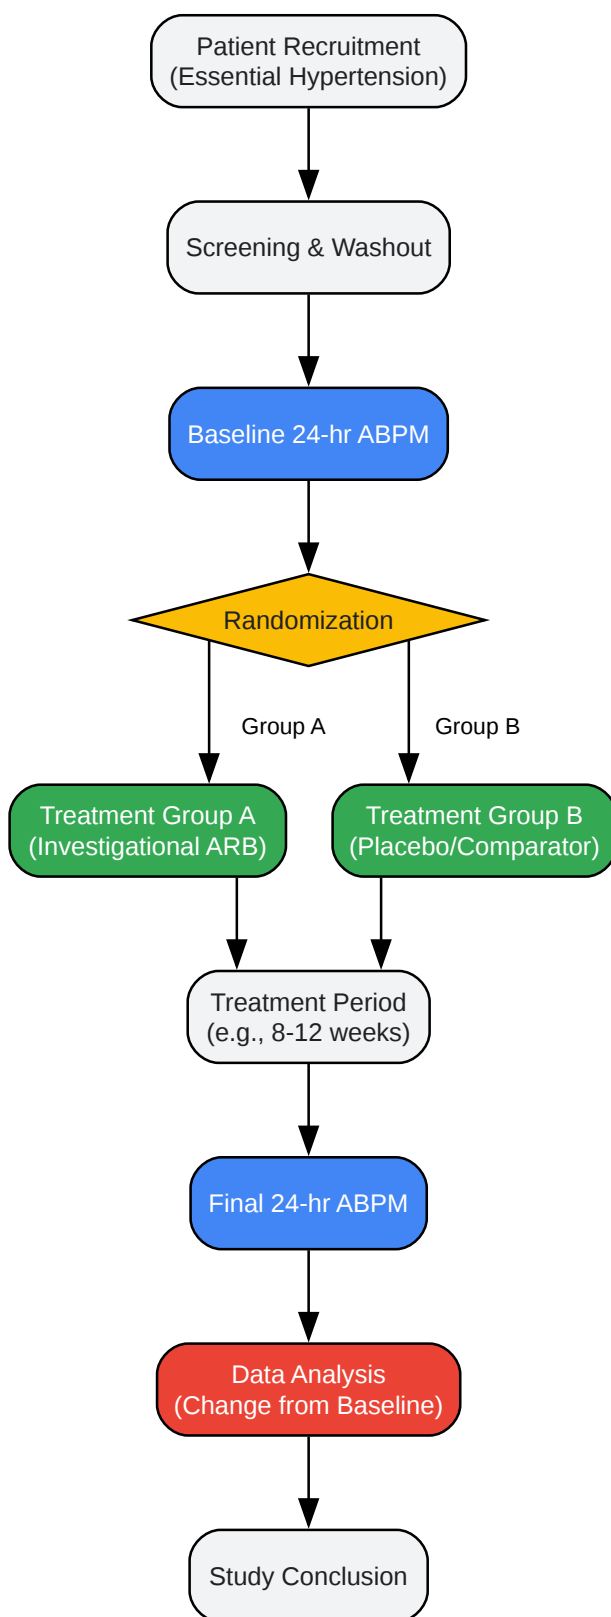 Patient Recruitment
(Essential Hypertension)
Screening & Washout
Baseline 24-hr ABPM
Randomization
Group A
Group B
Treatment Group A
(Investigational ARB)
Treatment Group B
(Placebo/Comparator)
Treatment Period
(e.g., 8-12 weeks)
Final 24-hr ABPM
Data Analysis
(Change from Baseline)
Study Conclusion